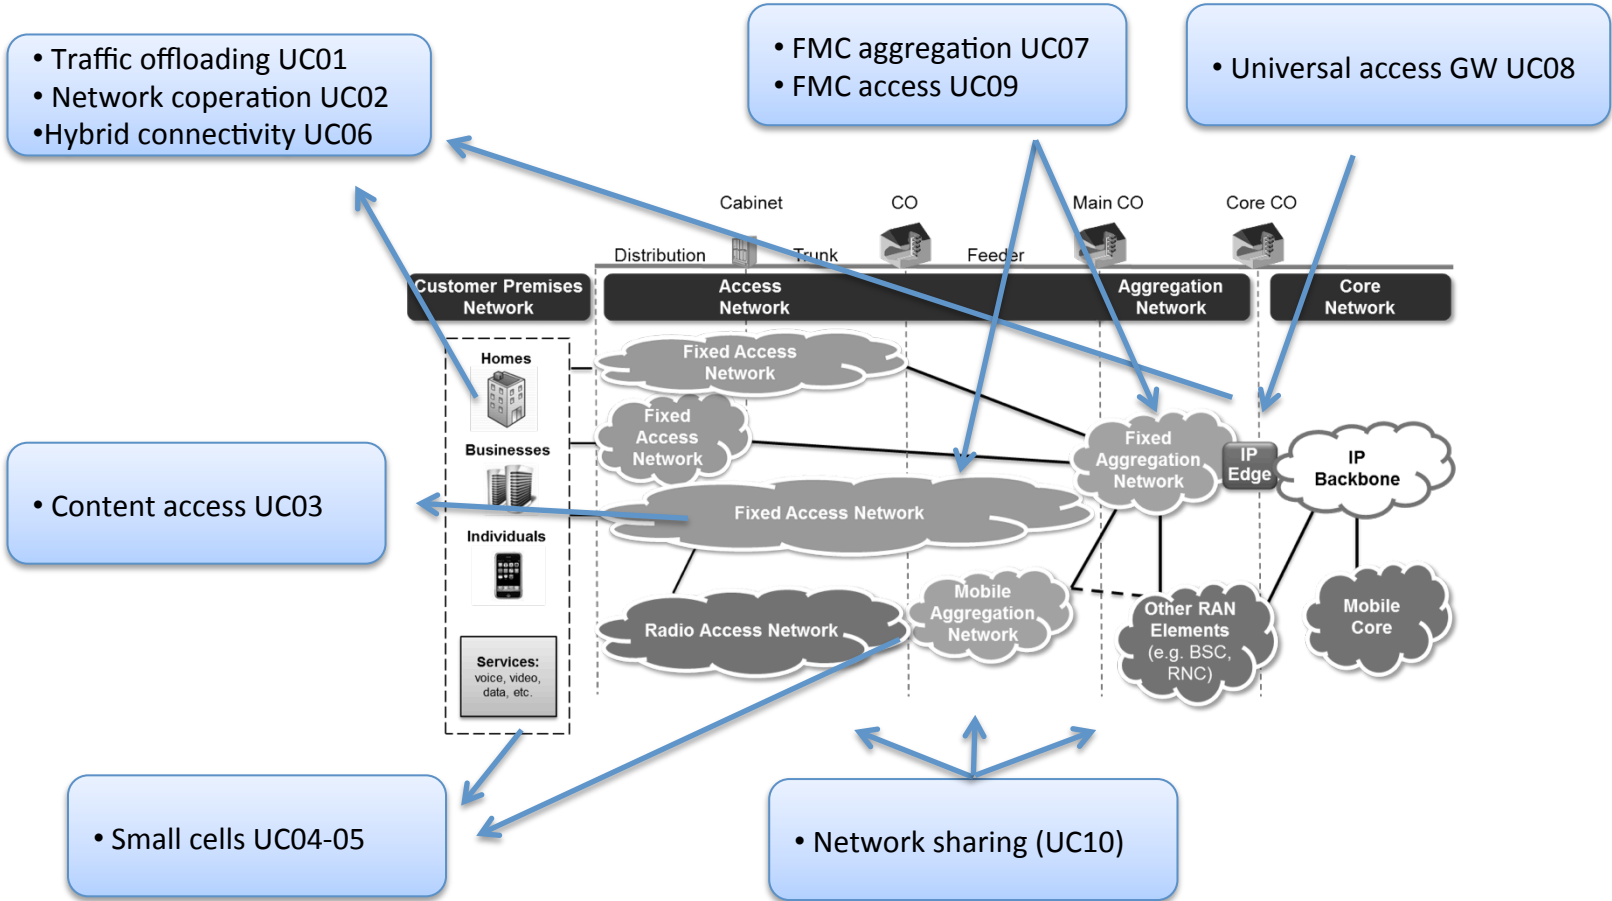 • Traffic offloading UC01
• Network coperation UC02
•Hybrid connectivity UC06
• FMC aggregation UC07
• FMC access UC09
• Universal access GW UC08
Cabinet
CO
Main CO
Core CO
Distribution
Trunk
Feeder
Customer Premises
Network
Access
Network
Aggregation
Network
Core
Network
Homes
Businesses
Individuals
Services:
voice, video,
data, etc.
Fixed Access
Network
Fixed
Access
Network
Fixed Access Network
Radio Access Network
Mobile
Aggregation
Network
Fixed
Aggregation
Network
IP
Edge
IP
Backbone
Other RAN
Elements
(e.g. BSC,
RNC)
Mobile
Core
• Content access UC03
• Small cells UC04-05
• Network sharing (UC10)